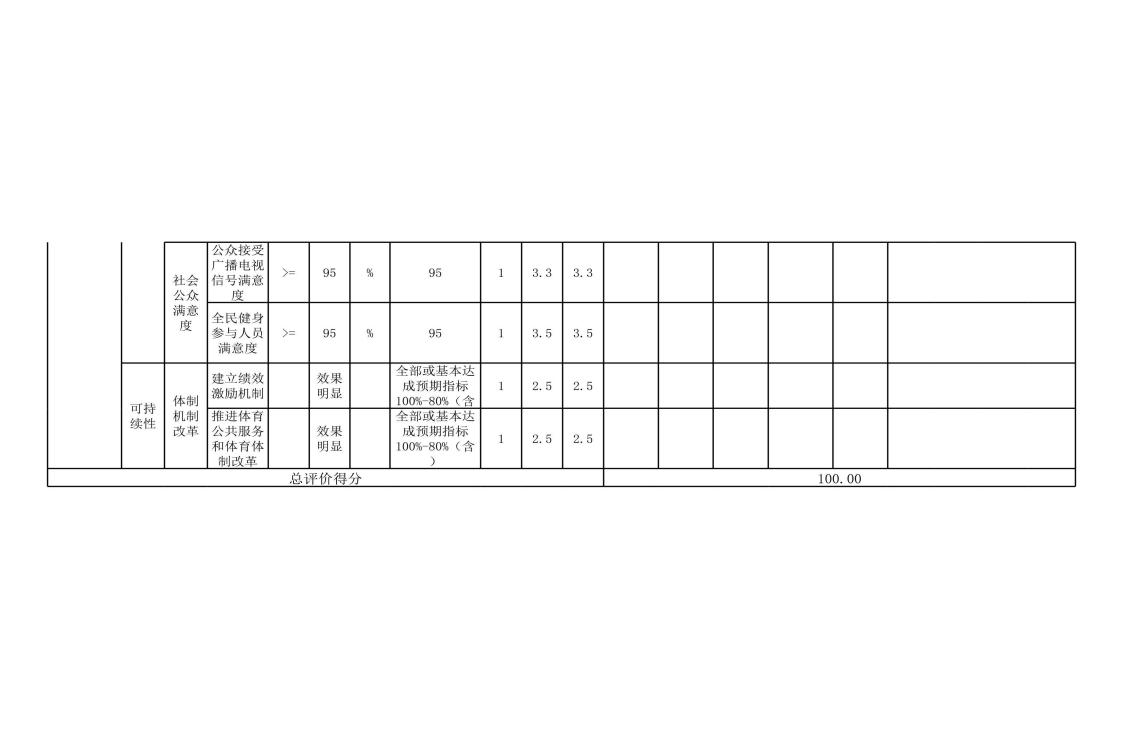 社会
公众
满意
度
公众接受
广播电视
信号满意
度
>=
95
%
95
1
3.3
3.3
全民健身
参与人员
满意度
>=
95
%
95
1
3.5
3.5
可持
续性
体制
机制
改革
建立绩效
激励机制
效果
明显
全部或基本达
成预期指标
100%-80%（含
1
2.5
2.5
推进体育
公共服务
和体育体
制改革
效果
明显
全部或基本达
成预期指标
100%-80%（含
）
1
2.5
2.5
总评价得分
100.00